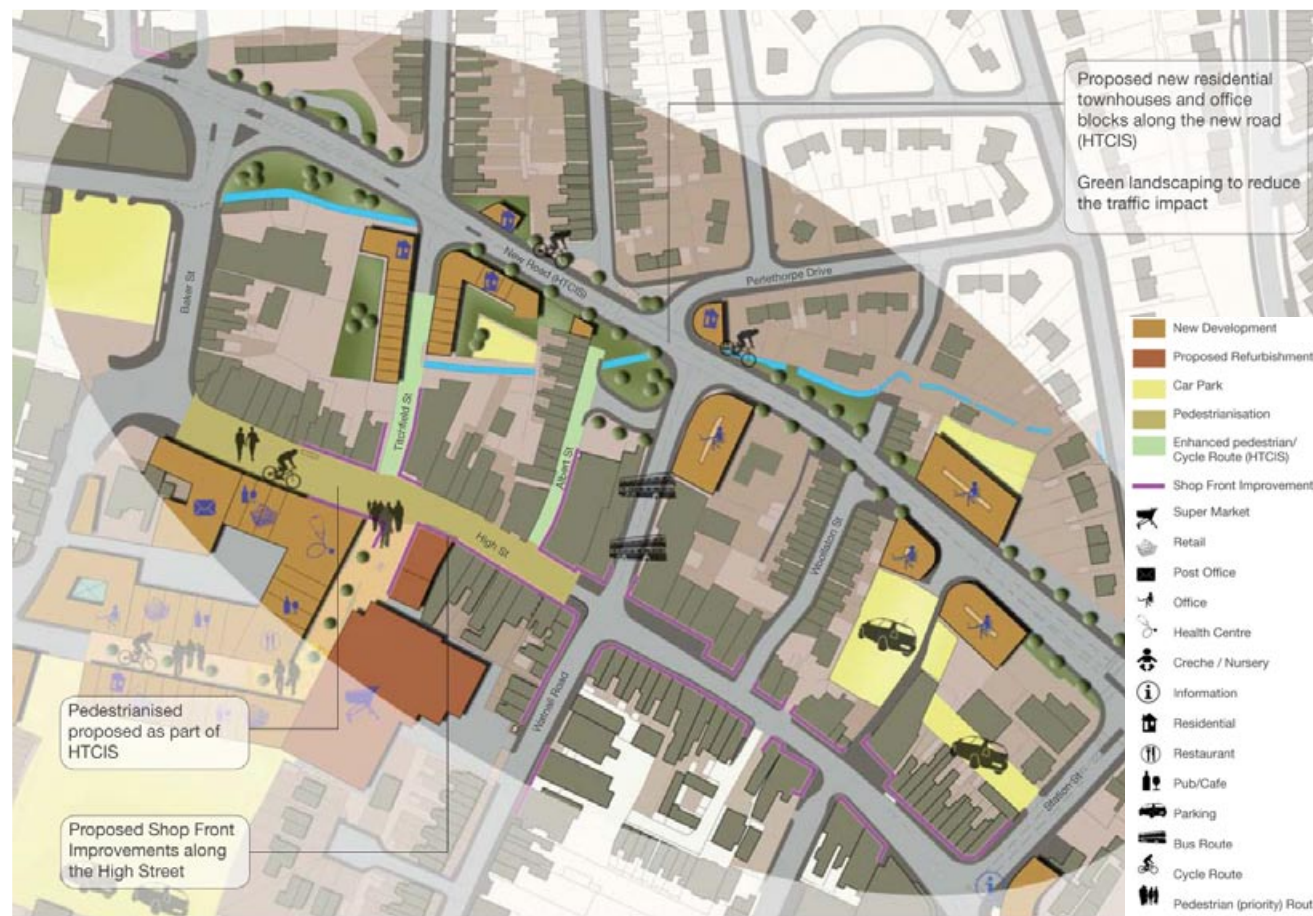 Proposed new residential
townhouses and office
blocks along the new road
(HTCIS)
Green landscaping to reduce
the traffic impact
New Road (HTCIS)
Perlethorpe Drive
Baker St
Titchfield St
Albert St
High St
Woollaton St
Watnall Road
Station St
Pedestrianised
proposed as part of
HTCIS
Proposed Shop Front
Improvements along
the High Street
New Development
Proposed Refurbishment
Car Park
Pedestrianisation
Enhanced pedestrian/
Cycle Route (HTCIS)
Shop Front Improvement
Super Market
Retail
Post Office
Office
Health Centre
Creche / Nursery
Information
Residential
Restaurant
Pub/Cafe
Parking
Bus Route
Cycle Route
Pedestrian (priority) Rout